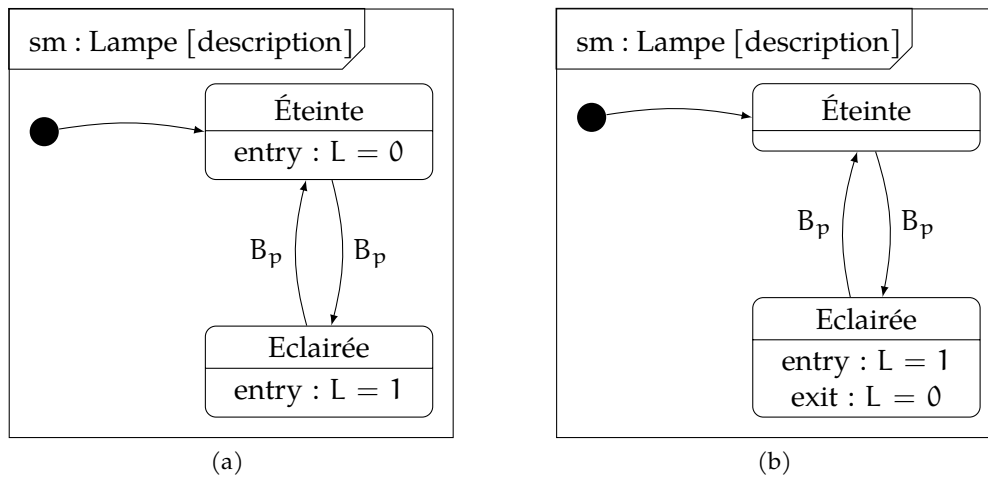 sm : Lampe [description]
Éteinte
entry : L = 0
B_p B_p
Eclairée
entry : L = 1
(a)
sm : Lampe [description]
Éteinte
B_p B_p
Eclairée
entry : L = 1
exit : L = 0
(b)